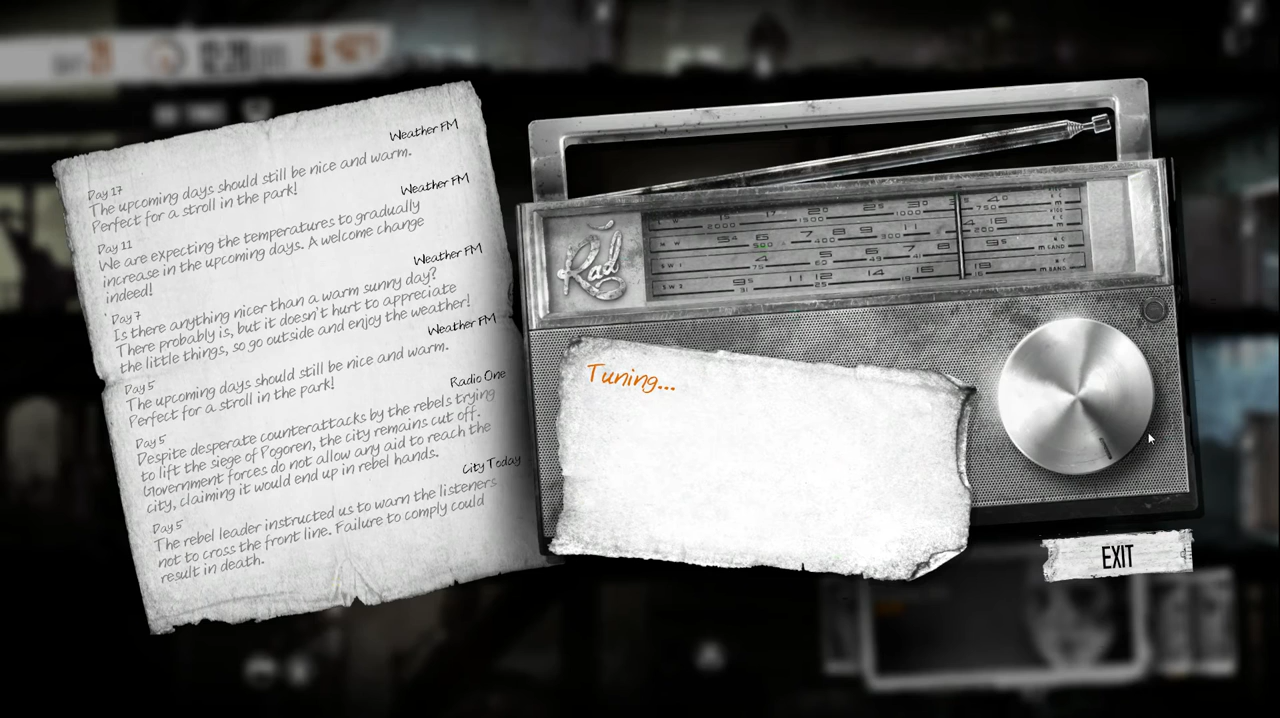 Weather FM
Day 17
The upcoming days should still be nice and warm.
Perfect for a stroll in the park!
Weather FM
Day 11
We are expecting the temperatures to gradually
increase in the upcoming days. A welcome change
indeed!
Weather FM
Day 7
Is there anything nicer than a warm sunny day?
There probably is, but it doesn't hurt to appreciate
the little things, so go outside and enjoy the weather!
Weather FM
Day 5
The upcoming days should still be nice and warm.
Perfect for a stroll in the park!
Radio One
Day 5
Despite desperate counterattacks by the rebels trying
to lift the siege of Pogoren, the city remains cut off.
Government forces do not allow any aid to reach the
city, claiming it would end up in rebel hands.
City Today
Day 5
The rebel leader instructed us to warn the listeners
not to cross the front line. Failure to comply could
result in death.
Rad
Tuning...
EXIT